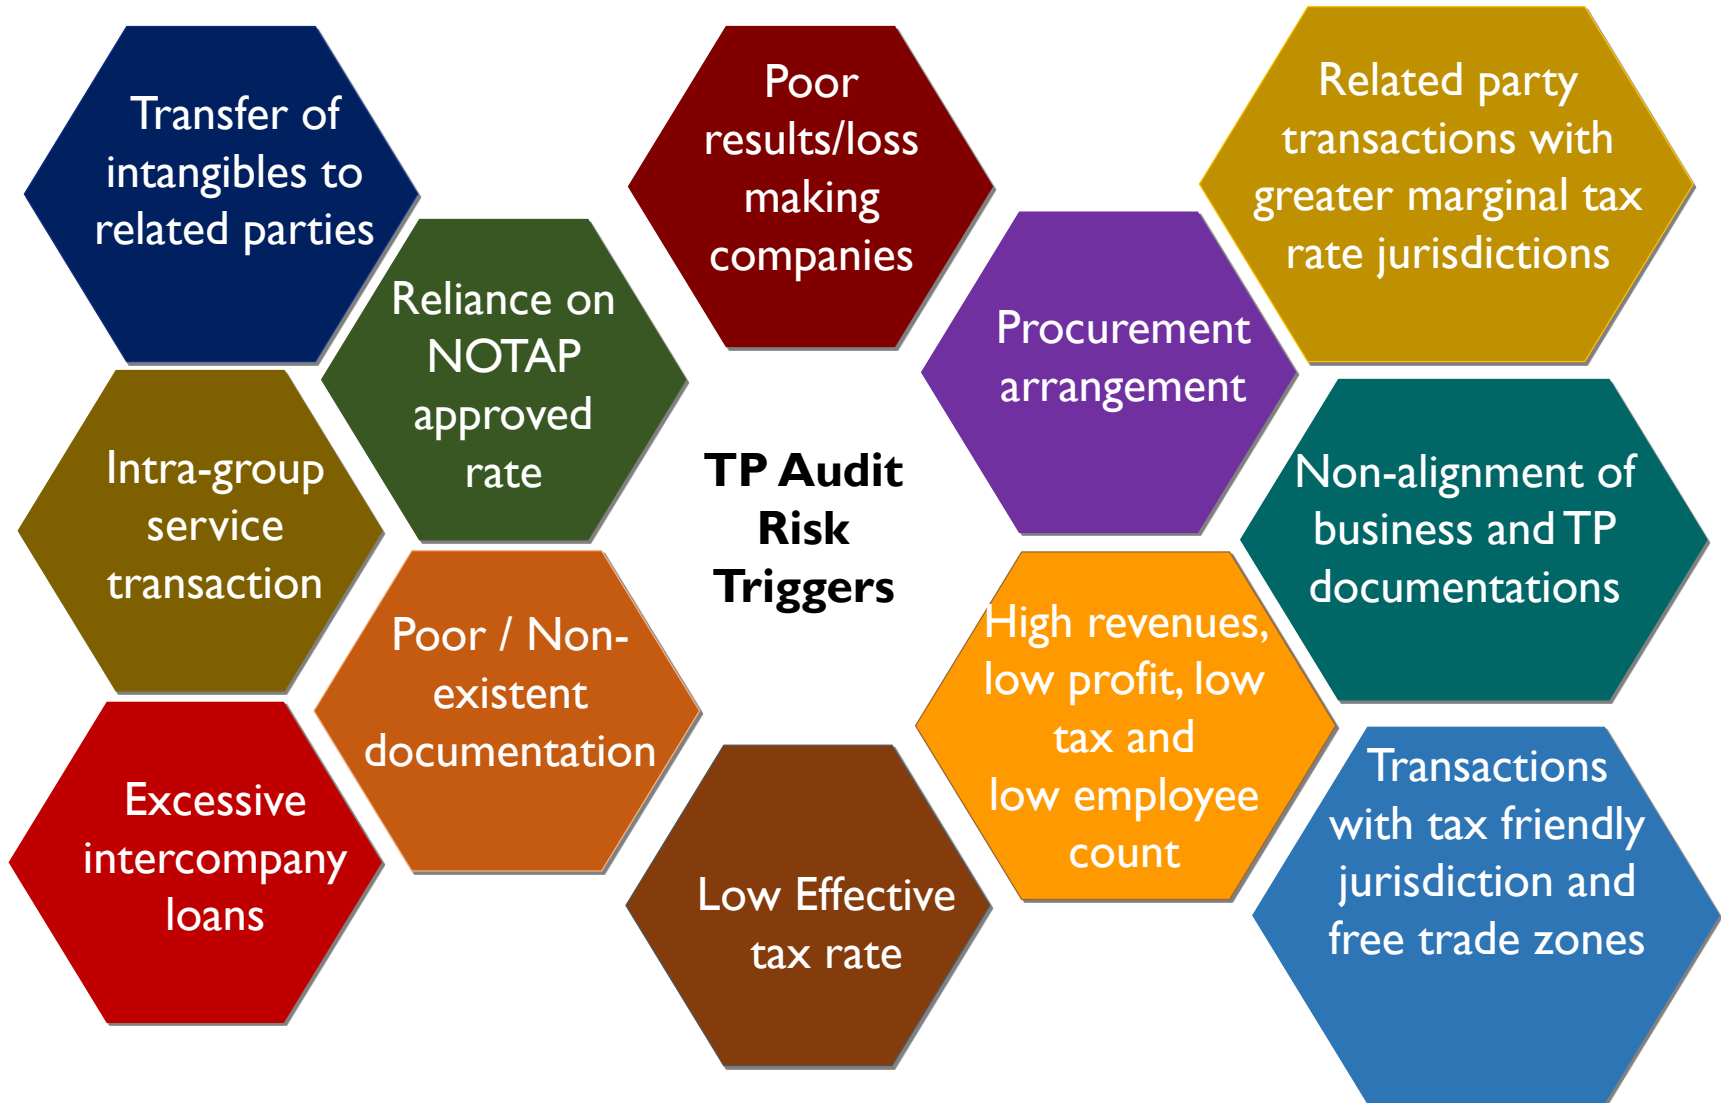 Transfer of
intangibles to
related parties
Poor
results/loss
making
companies
Related party
transactions with
greater marginal tax
rate jurisdictions
Reliance on
NOTAP
approved
rate
Procurement
arrangement
Intra-group
service
transaction
TP Audit
Risk
Triggers
Non-alignment of
business and TP
documentations
Poor / Non-
existent
documentation
High revenues,
low profit, low
tax and
low employee
count
Excessive
intercompany
loans
Low Effective
tax rate
Transactions
with tax friendly
jurisdiction and
free trade zones